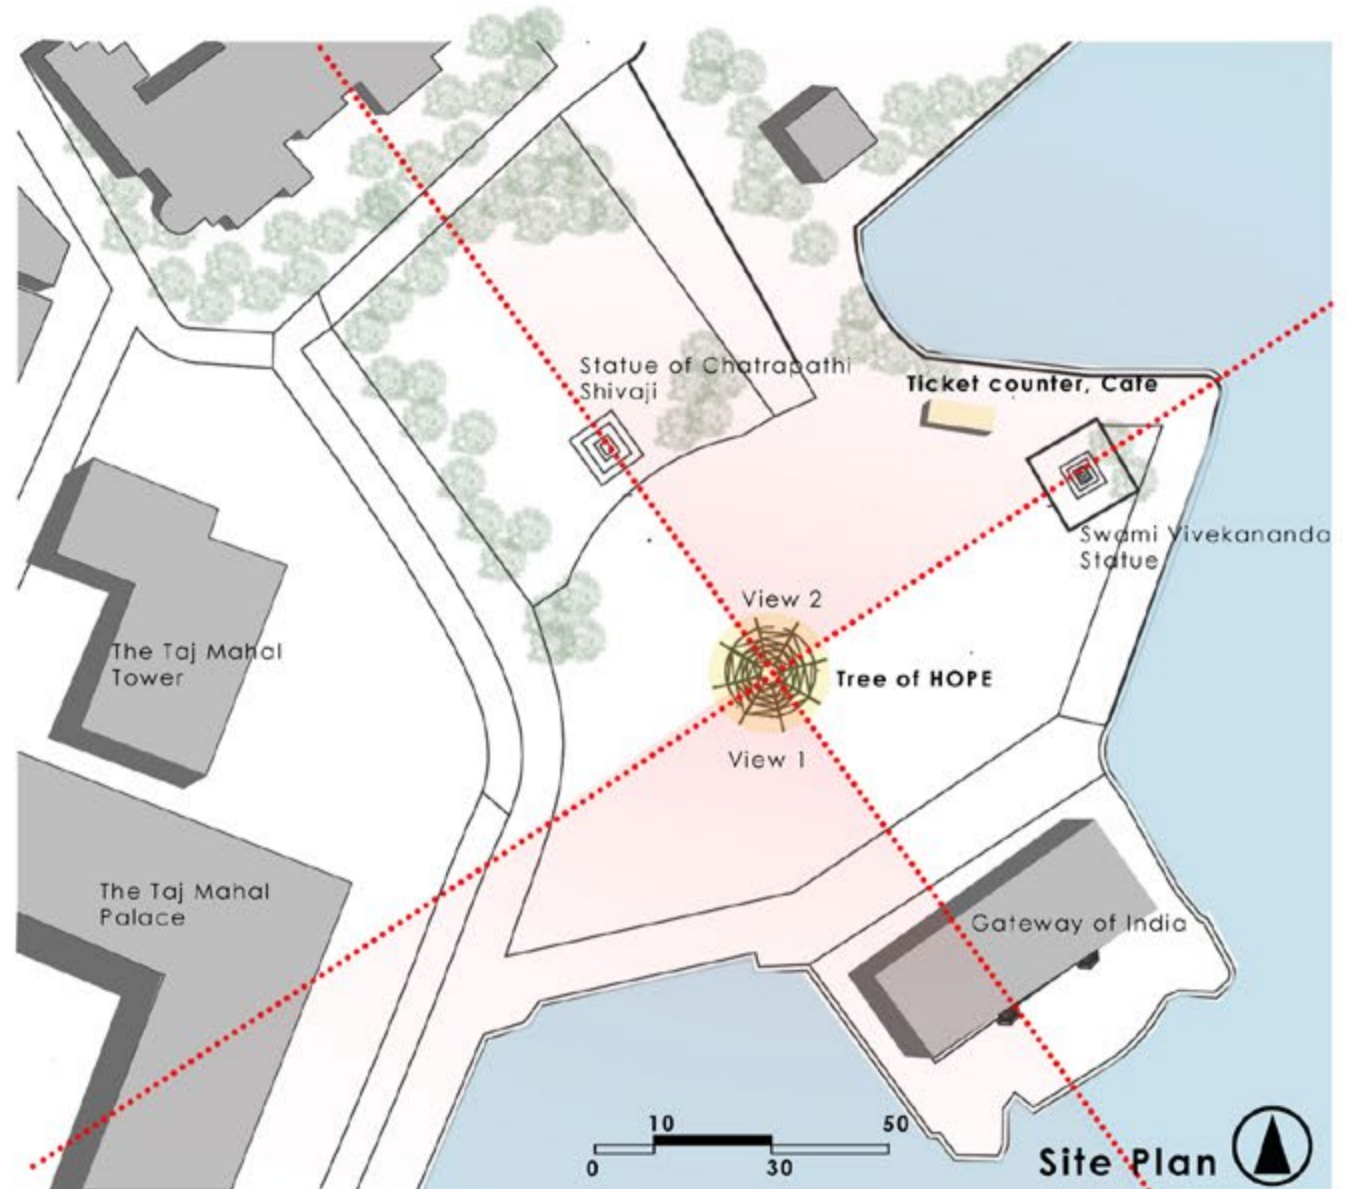 Statue of Chatrapathi
Shivaji
Ticket counter, Cafe
Swami Vivekananda
Statue
View 2
The Taj Mahal
Tower
Tree of HOPE
View 1
The Taj Mahal
Palace
Gateway of India
10 50
0 30
Site Plan